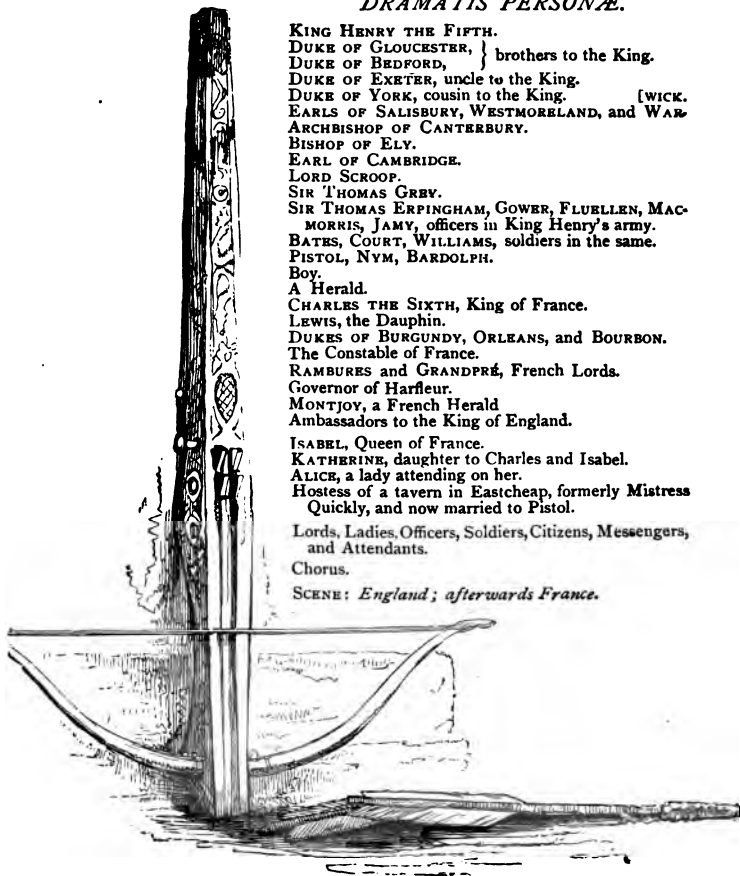 DRAMATIS PERSONÆ.
KING HENRY THE FIFTH.
DUKE OF GLOUCESTER, } brothers to the King.
DUKE OF BEDFORD,
DUKE OF EXETER, uncle to the King.
DUKE OF YORK, cousin to the King. [WICK.
EARLS OF SALISBURY, WESTMORELAND, and WAR-
ARCHBISHOP OF CANTERBURY.
BISHOP OF ELY.
EARL OF CAMBRIDGE.
LORD SCROOP.
SIR THOMAS GREY.
SIR THOMAS ERPINGHAM, GOWER, FLUELLEN, MAC-
MORRIS, JAMY, officers in King Henry's army.
BATES, COURT, WILLIAMS, soldiers in the same.
PISTOL, NYM, BARDOLPH.
Boy.
A Herald.
CHARLES THE SIXTH, King of France.
LEWIS, the Dauphin.
DUKES OF BURGUNDY, ORLEANS, and BOURBON.
The Constable of France.
RAMBURES and GRANDPRÉ, French Lords.
Governor of Harfleur.
MONTJOY, a French Herald
Ambassadors to the King of England.
ISABEL, Queen of France.
KATHERINE, daughter to Charles and Isabel.
ALICE, a lady attending on her.
Hostess of a tavern in Eastcheap, formerly Mistress
Quickly, and now married to Pistol.
Lords, Ladies, Officers, Soldiers, Citizens, Messengers,
and Attendants.
Chorus.
SCENE: England; afterwards France.